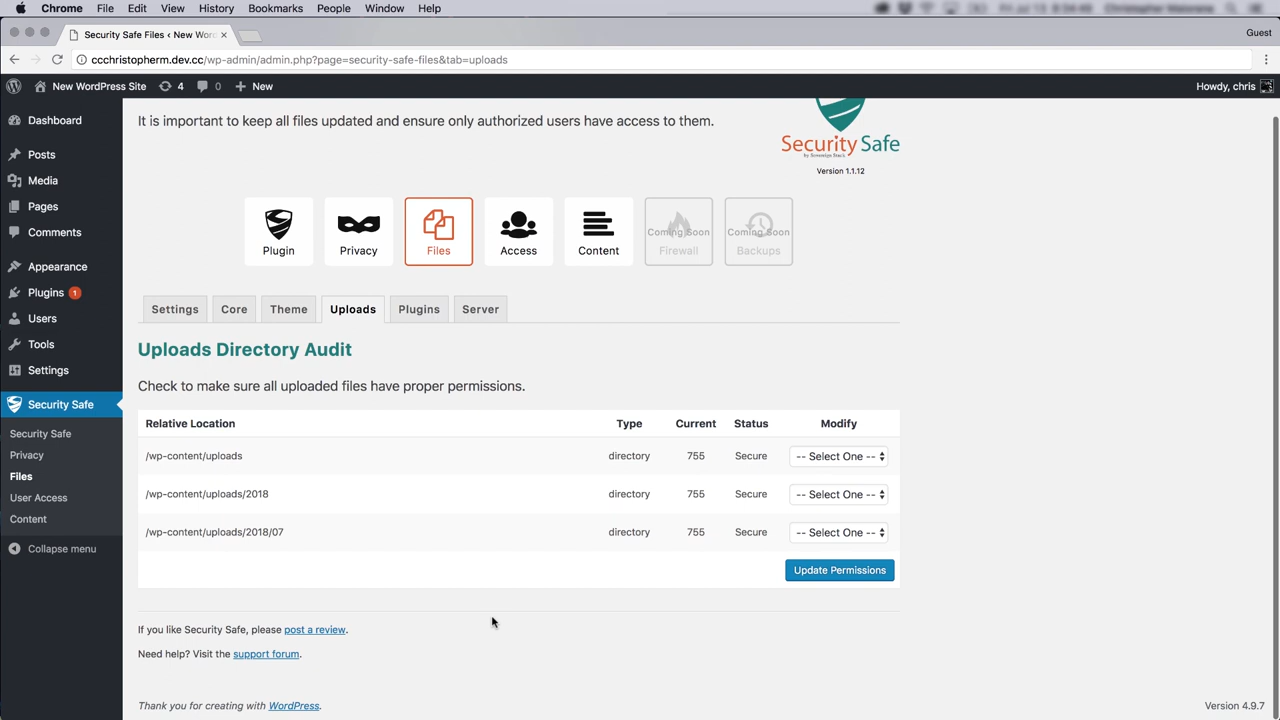 Chrome File Edit View History Bookmarks People Window Help
Security Safe Files ‹ New Wor
Guest
ccchristopherm.dev.cc/wp-admin/admin.php?page=security-safe-files&tab=uploads
New WordPress Site 4 0 New Howdy, chris
Dashboard
Posts
Media
Pages
Comments
Appearance
Plugins 1
Users
Tools
Settings
Security Safe
Security Safe
Privacy
Files
User Access
Content
Collapse menu
It is important to keep all files updated and ensure only authorized users have access to them.
Security Safe
by Sovereign Stack
Version 1.1.12
Plugin Privacy Files Access Content Coming Soon Firewall Coming Soon Backups
Settings Core Theme Uploads Plugins Server
Uploads Directory Audit
Check to make sure all uploaded files have proper permissions.
Relative Location Type Current Status Modify
/wp-content/uploads directory 755 Secure -- Select One --
/wp-content/uploads/2018 directory 755 Secure -- Select One --
/wp-content/uploads/2018/07 directory 755 Secure -- Select One --
Update Permissions
If you like Security Safe, please post a review.
Need help? Visit the support forum.
Thank you for creating with WordPress.
Version 4.9.7